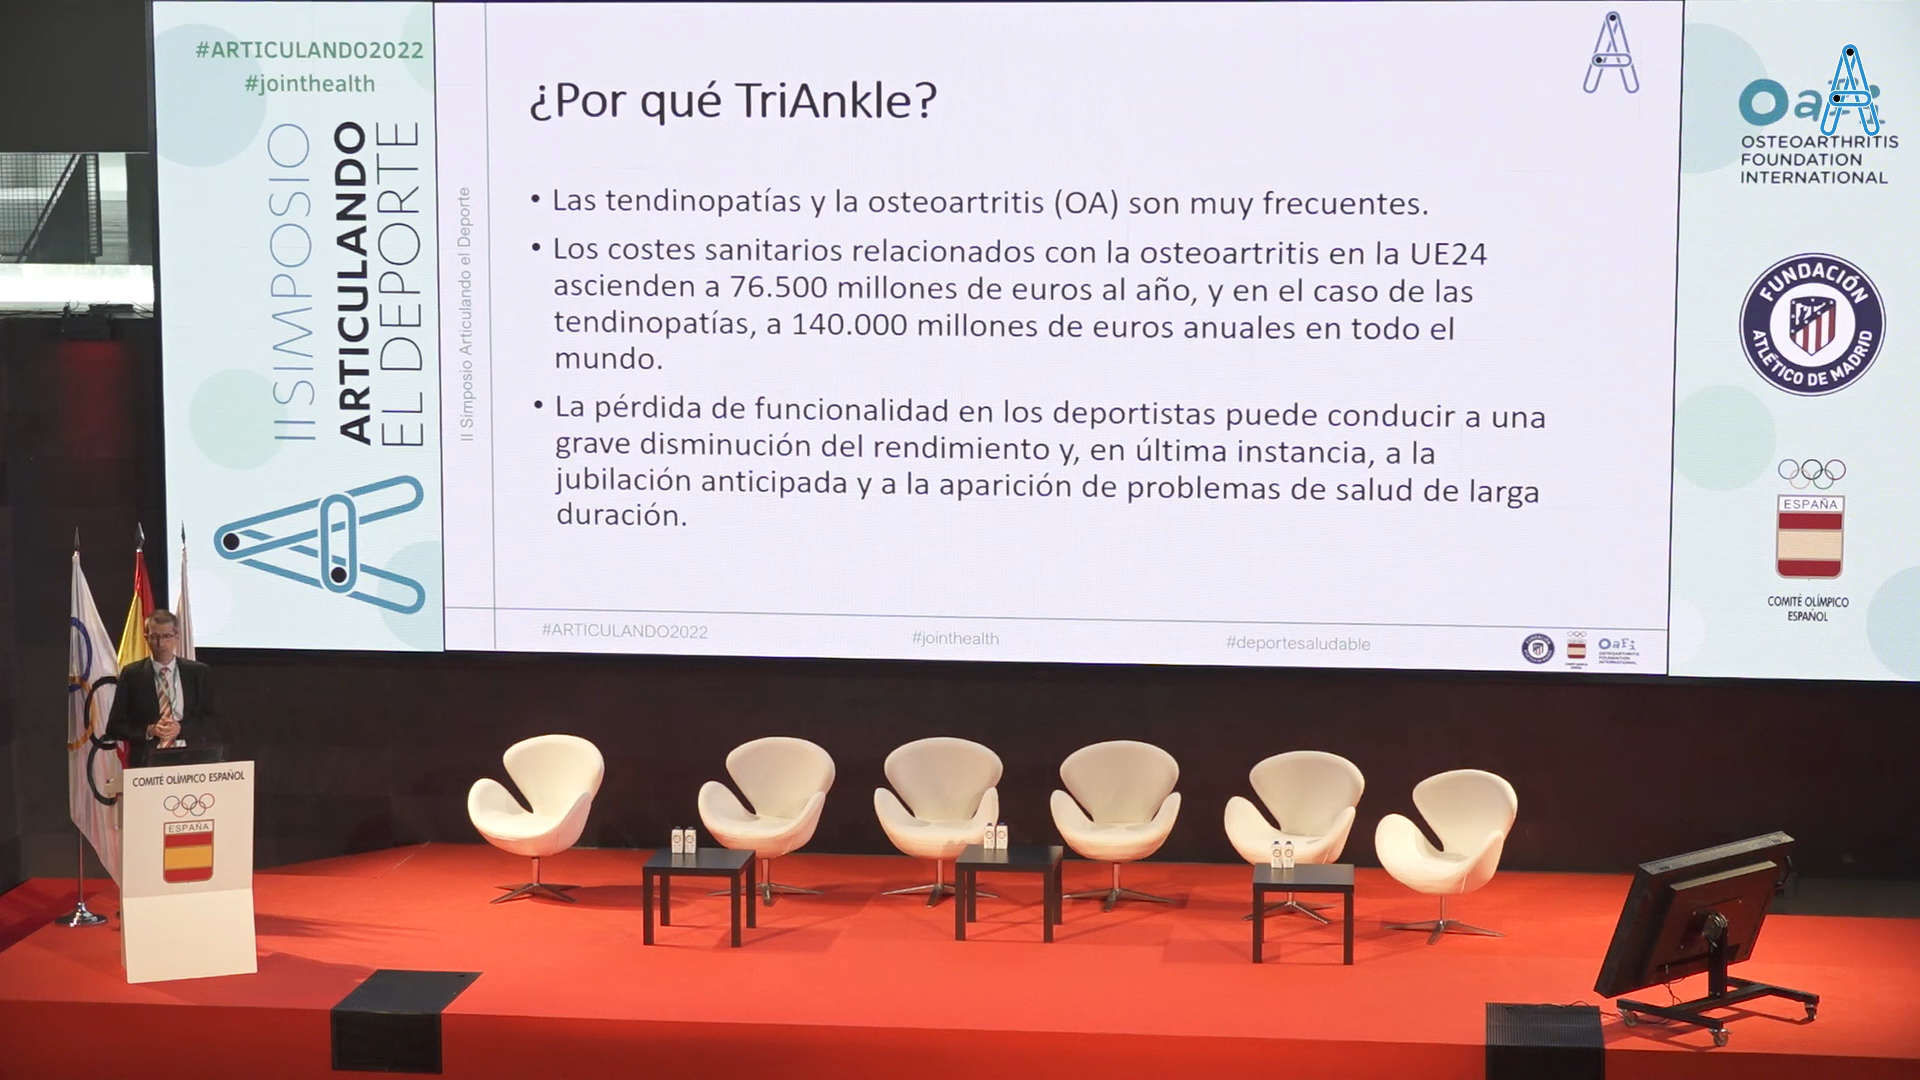 #ARTICULANDO2022
#jointhealth
II SIMPOSIO
ARTICULANDO
EL DEPORTE
II Simposio Articulando el Deporte
¿Por qué TriAnkle?
• Las tendinopatías y la osteoartritis (OA) son muy frecuentes.
• Los costes sanitarios relacionados con la osteoartritis en la UE24
ascienden a 76.500 millones de euros al año, y en el caso de las
tendinopatías, a 140.000 millones de euros anuales en todo el
mundo.
• La pérdida de funcionalidad en los deportistas puede conducir a una
grave disminución del rendimiento y, en última instancia, a la
jubilación anticipada y a la aparición de problemas de salud de larga
duración.
#ARTICULANDO2022
#jointhealth
#deportesaludable
OaFi
OSTEOARTHRITIS
FOUNDATION
INTERNATIONAL
FUNDACIÓN
ATLÉTICO DE MADRID
ESPAÑA
COMITÉ OLÍMPICO
ESPAÑOL
OaFi
COMITÉ OLÍMPICO ESPAÑOL
ESPAÑA